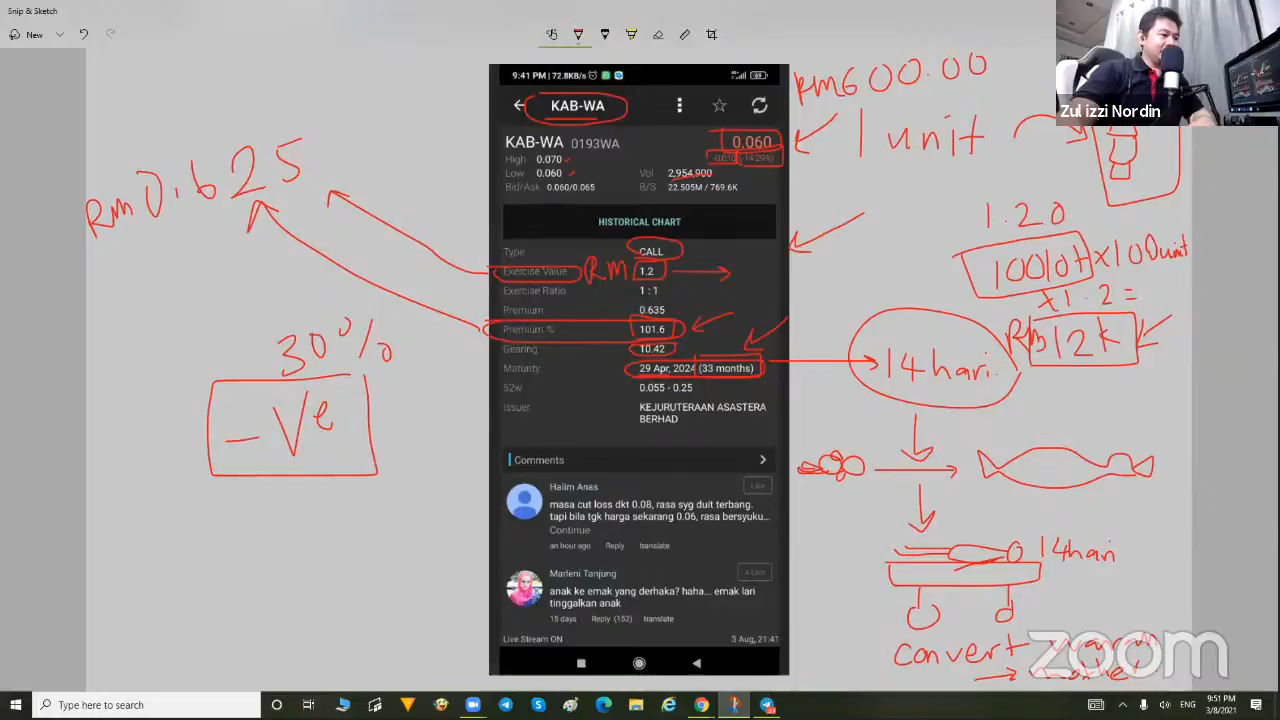 Snip & Sketch
New
9:41 PM | 72.8KB/s
KAB-WA
KAB-WA 0193WA
0.060
High 0.070
-0.010 (-14.29%)
Low 0.060
Vol 2,954,900
Bid/Ask 0.060/0.065
B/S 22.505M / 769.6K
HISTORICAL CHART
Type CALL
Exercise Value RM 1.2
Exercise Ratio 1 : 1
Premium 0.635
Premium % 101.6
Gearing 10.42
Maturity 29 Apr, 2024 (33 months)
52w 0.055 - 0.25
Issuer KEJURUTERAAN ASASTERA
BERHAD
Comments
Halim Anas
Like
masa cut loss dkt 0.08, rasa syg duit terbang.
tapi bila tgk harga sekarang 0.06, rasa bersyuku...
Continue
an hour ago Reply translate
Marleni Tanjung
4 Like
anak ke emak yang derhaka? haha... emak lari
tinggalkan anak
15 days Reply (152) translate
Live Stream ON 3 Aug, 21:41
RM0.625
30%
-Ve
RM600.00
1 unit
1.20
100lot x 100unit
x 1.2 =
RM12k
14hari.
14hari
convert
zoom
Zul izzi Nordin
Type here to search
ENG
9:51 PM
3/8/2021